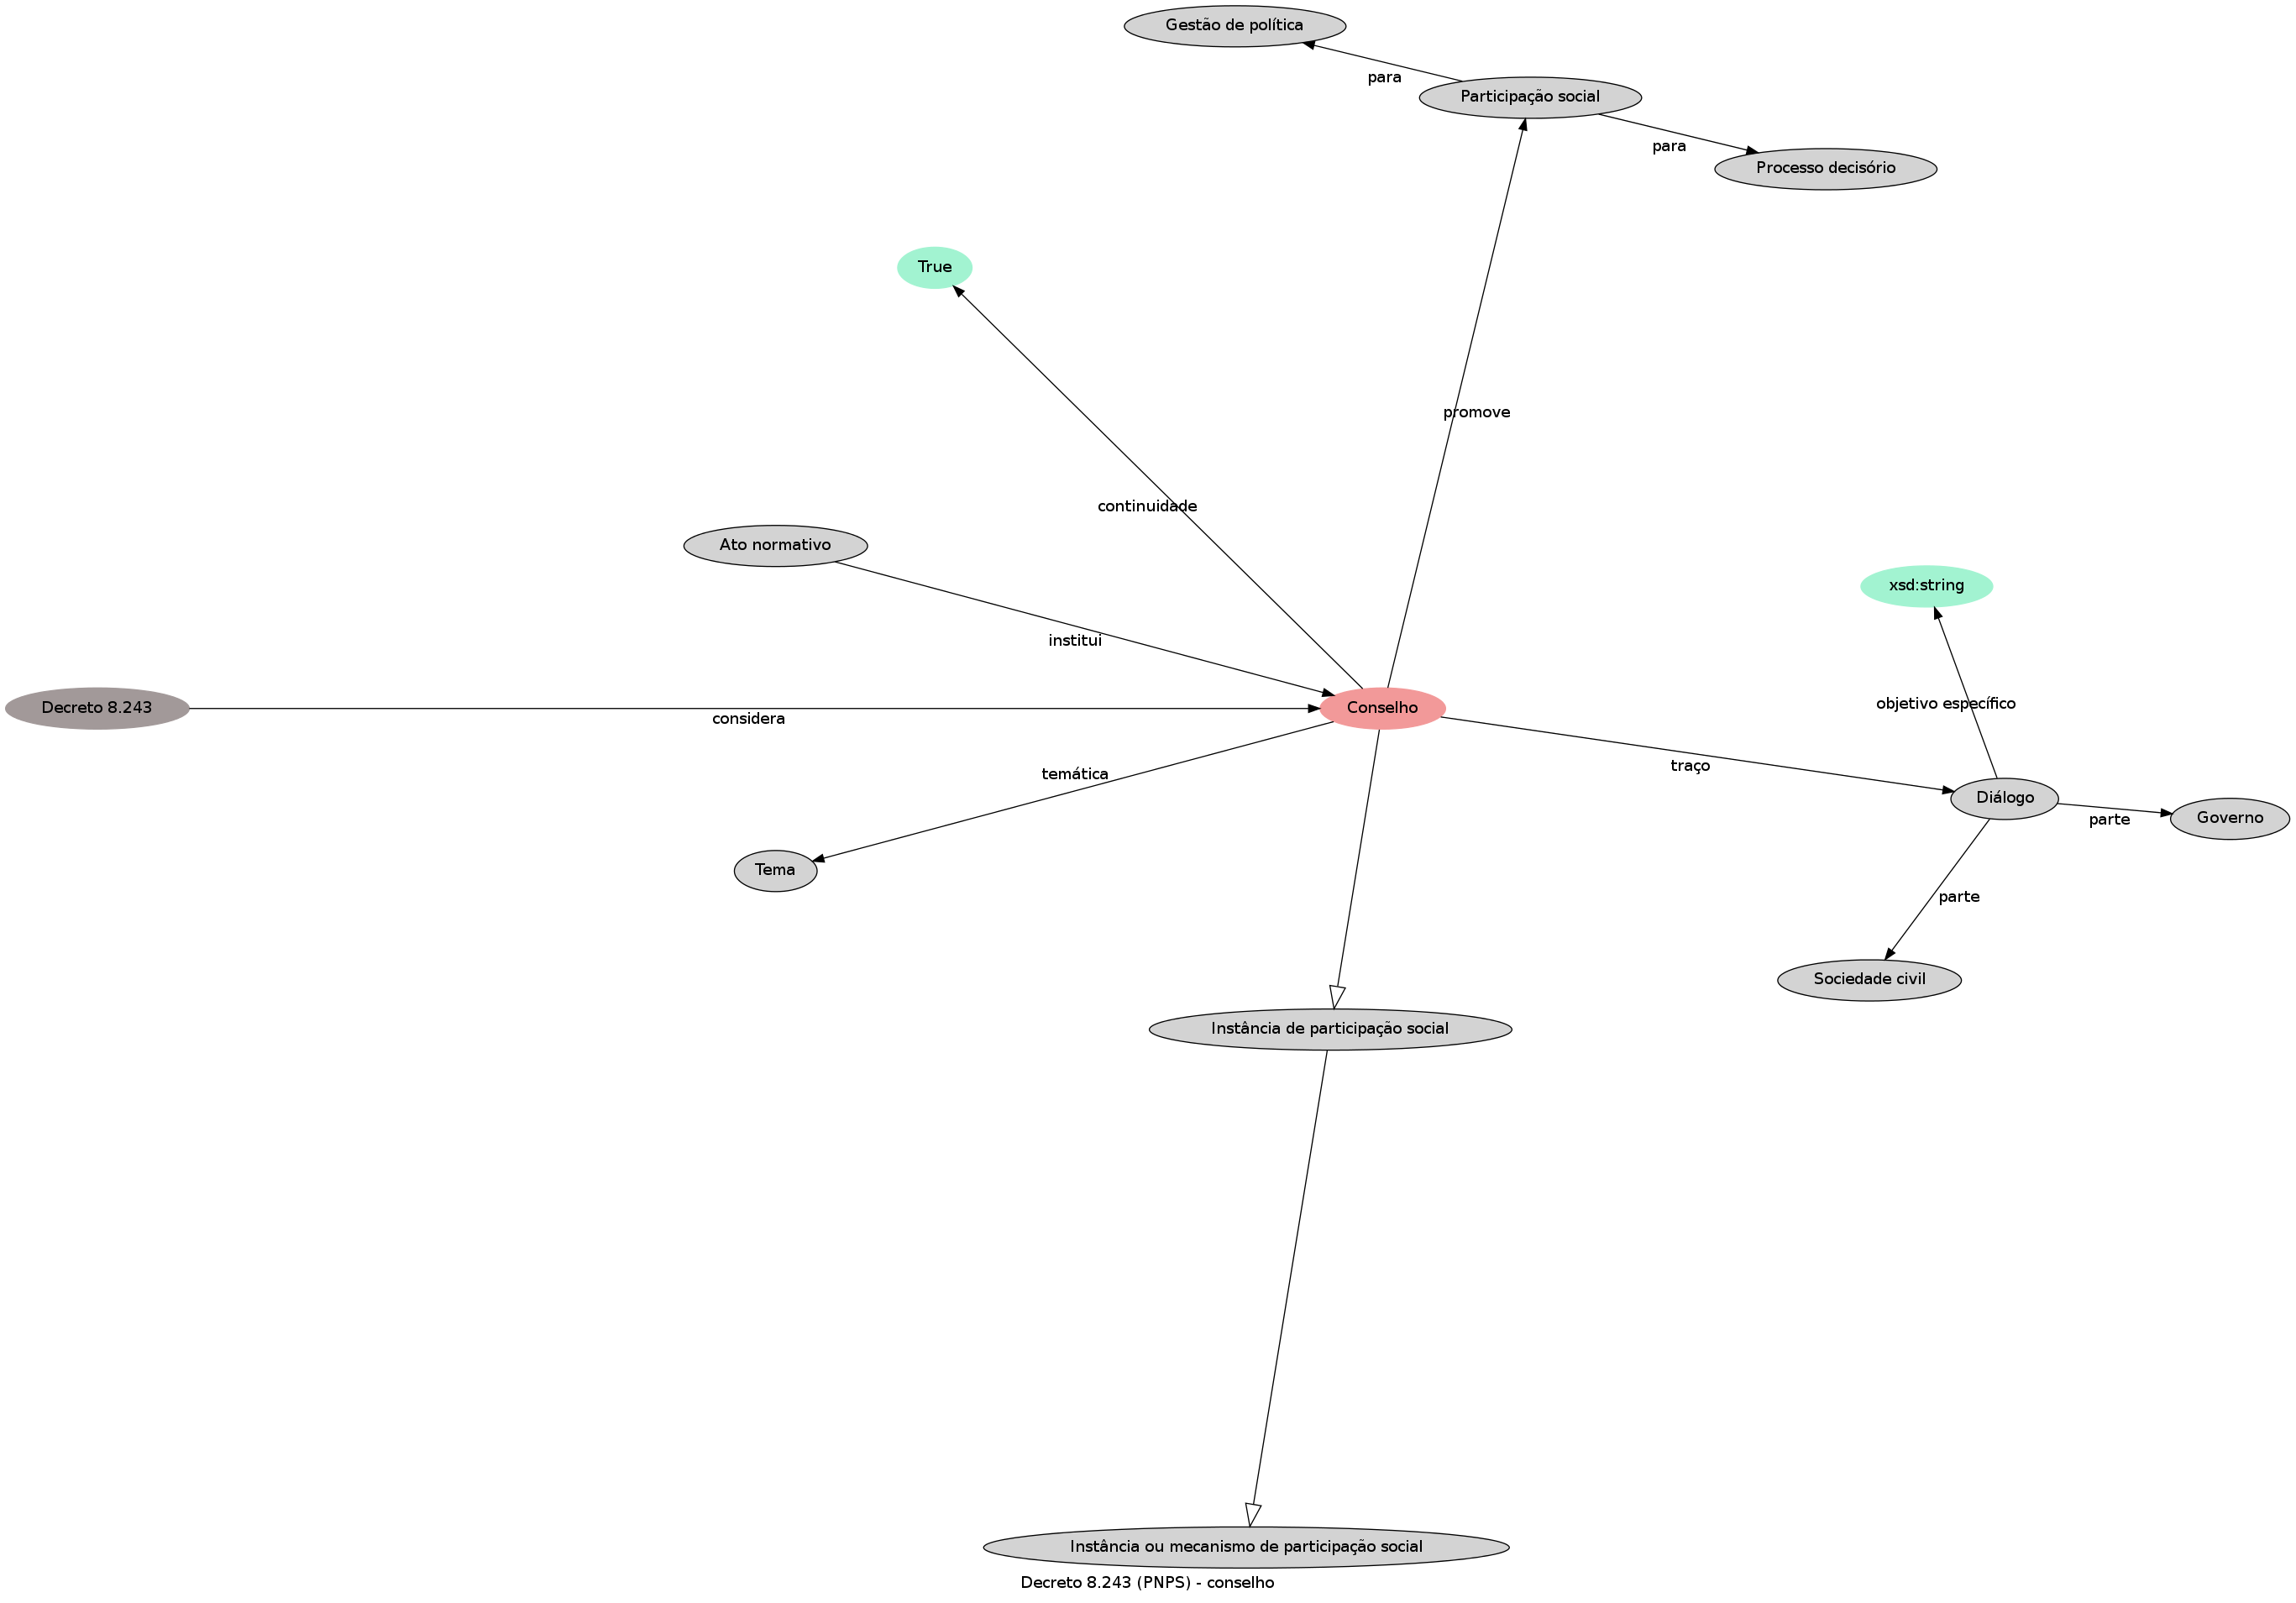 Gestão de política
para
Participação social
para
Processo decisório
True
promove
continuidade
Ato normativo
xsd:string
institui
objetivo específico
Decreto 8.243
considera
Conselho
temática
traço
Diálogo
parte
Governo
Tema
parte
Sociedade civil
Instância de participação social
Instância ou mecanismo de participação social
Decreto 8.243 (PNPS) - conselho